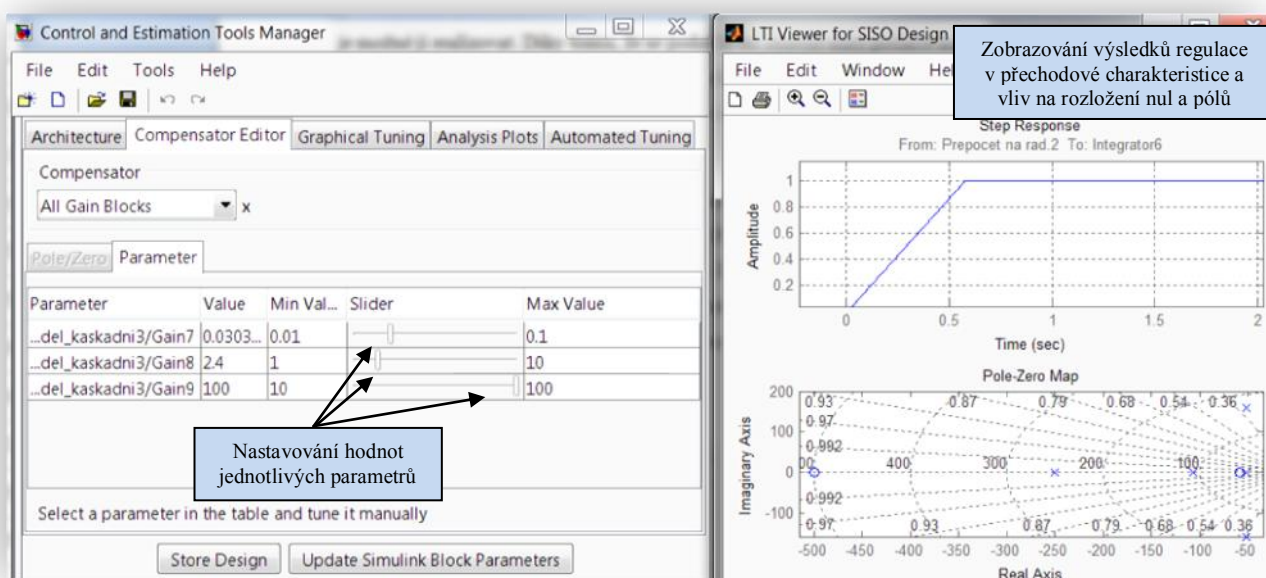 Control and Estimation Tools Manager
File Edit Tools Help
Architecture Compensator Editor Graphical Tuning Analysis Plots Automated Tuning
Compensator
All Gain Blocks x
Pole/Zero Parameter
Parameter Value Min Val... Slider Max Value
...del_kaskadni3/Gain7 0.0303... 0.01 0.1
...del_kaskadni3/Gain8 2.4 1 10
...del_kaskadni3/Gain9 100 10 100
Nastavování hodnot
jednotlivých parametrů
Select a parameter in the table and tune it manually
Store Design Update Simulink Block Parameters
LTI Viewer for SISO Design
File Edit Window Hel
Zobrazování výsledků regulace
v přechodové charakteristice a
vliv na rozložení nul a pólů
Step Response
From: Prepocet na rad.2 To: Integrator6
Amplitude
1
0.8
0.6
0.4
0.2
0 0.5 1 1.5 2
Time (sec)
Pole-Zero Map
Imaginary Axis
200
100
0
-100
0.93 0.87 0.79 0.68 0.54 0.36
0.97
0.992
400 300 200 100
0.992
0.97 0.93 0.87 0.79 0.68 0.54 0.36
-500 -450 -400 -350 -300 -250 -200 -150 -100 -50
Real Axis